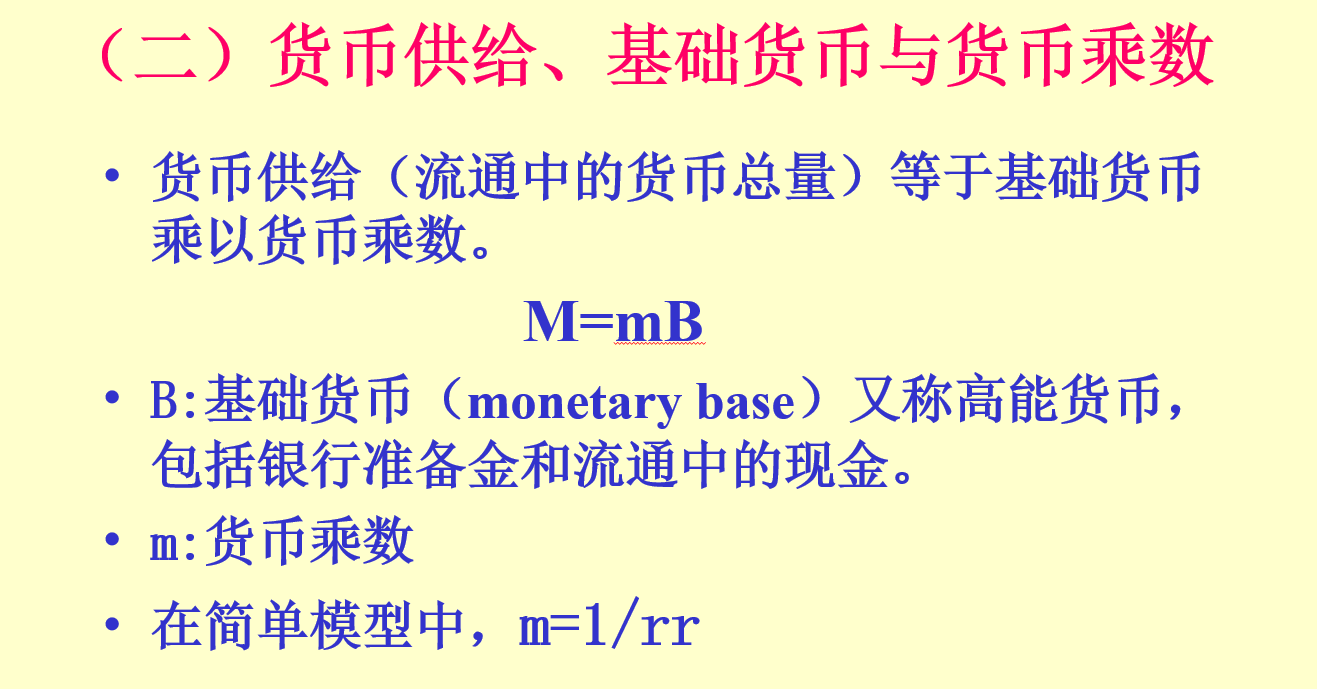 （二）货币供给、基础货币与货币乘数
• 货币供给（流通中的货币总量）等于基础货币
乘以货币乘数。
M=mB
• B:基础货币（monetary base）又称高能货币，
包括银行准备金和流通中的现金。
• m:货币乘数
• 在简单模型中，m=1/rr